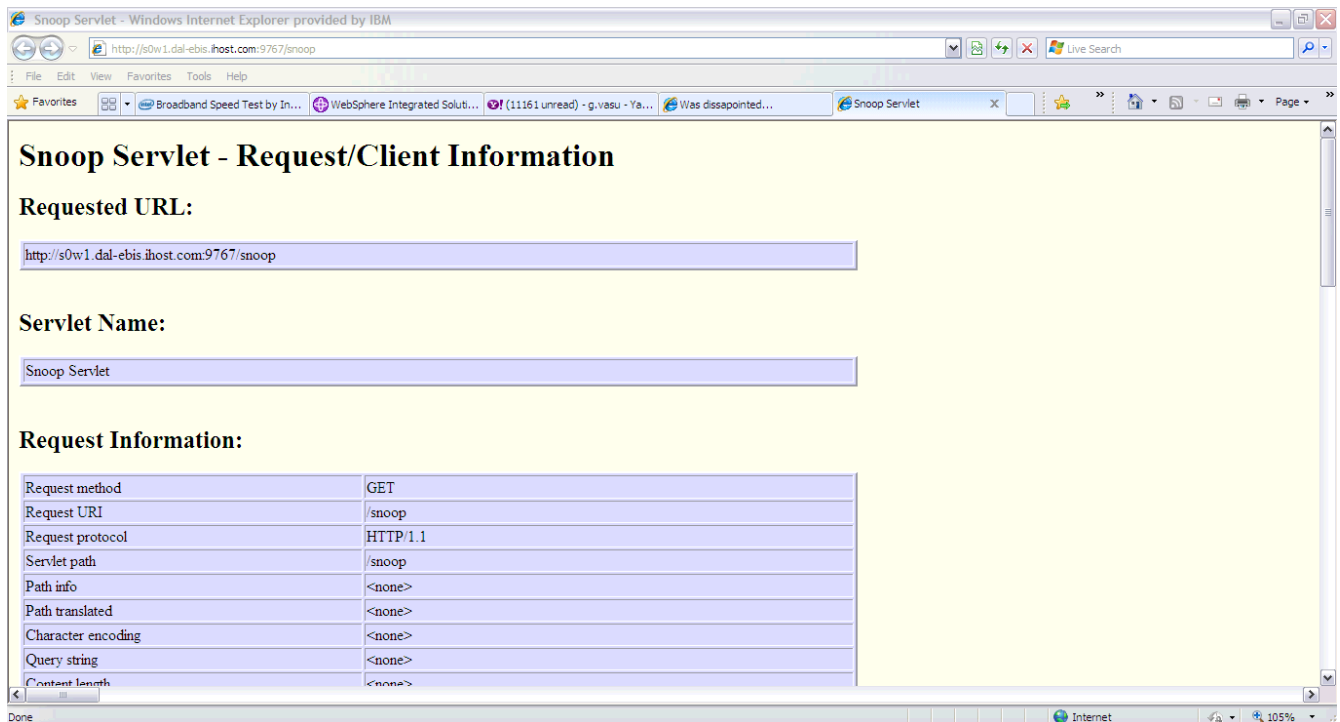 Snoop Servlet - Windows Internet Explorer provided by IBM
http://s0w1.dal-ebis.ihost.com:9767/snoop
Live Search
File Edit View Favorites Tools Help
Favorites
Broadband Speed Test by In...
WebSphere Integrated Soluti...
(11161 unread) - g.vasu - Ya...
Was dissapointed...
Snoop Servlet
Page
Snoop Servlet - Request/Client Information
Requested URL:
http://s0w1.dal-ebis.ihost.com:9767/snoop
Servlet Name:
Snoop Servlet
Request Information:
Request method GET
Request URI /snoop
Request protocol HTTP/1.1
Servlet path /snoop
Path info <none>
Path translated <none>
Character encoding <none>
Query string <none>
Content length <none>
Done Internet 105%